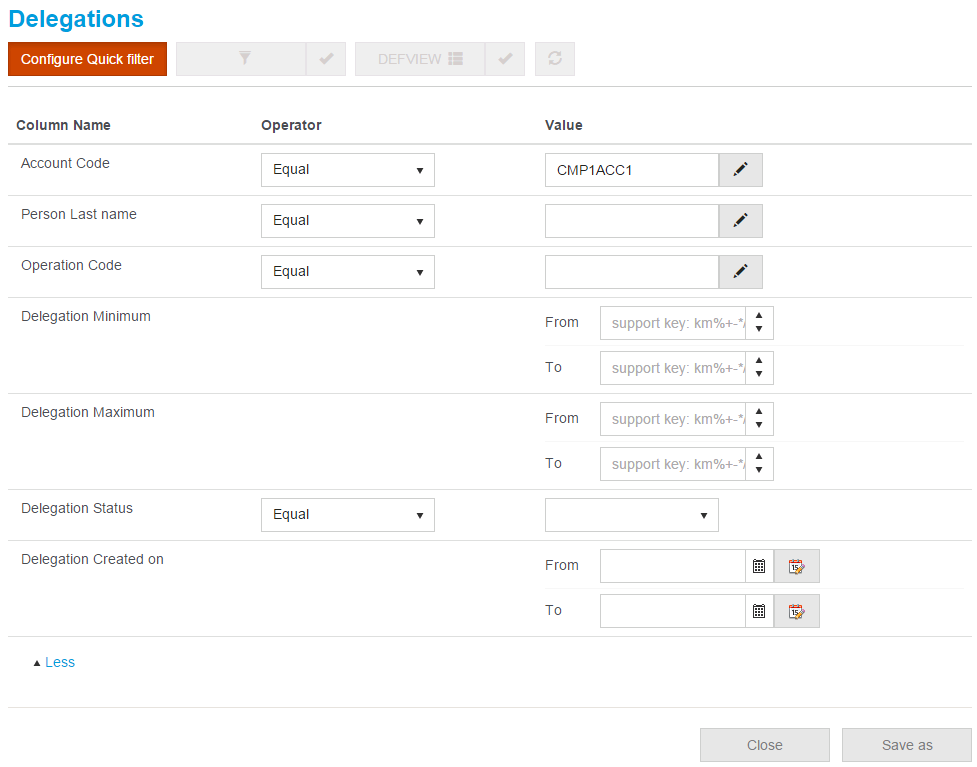 Delegations
Configure Quick filter
DEFVIEW
Column Name Operator Value
Account Code Equal CMP1ACC1
Person Last name Equal
Operation Code Equal
Delegation Minimum From support key: km%+-*/
To support key: km%+-*/
Delegation Maximum From support key: km%+-*/
To support key: km%+-*/
Delegation Status Equal
Delegation Created on From 15
To 15
Less
Close Save as